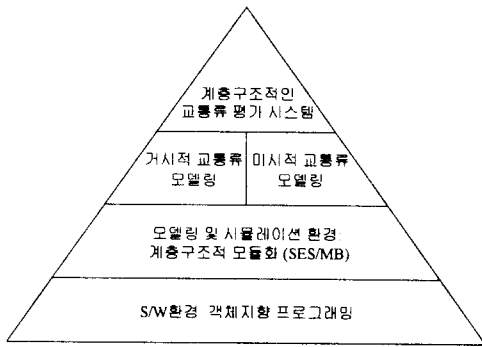 계층구조적인
교통류 평가 시스템
거시적 교통류
모델링
미시적 교통류
모델링
모델링 및 시뮬레이션 환경:
계층구조적 모듈화 (SES/MB)
S/W환경 객체지향 프로그래밍